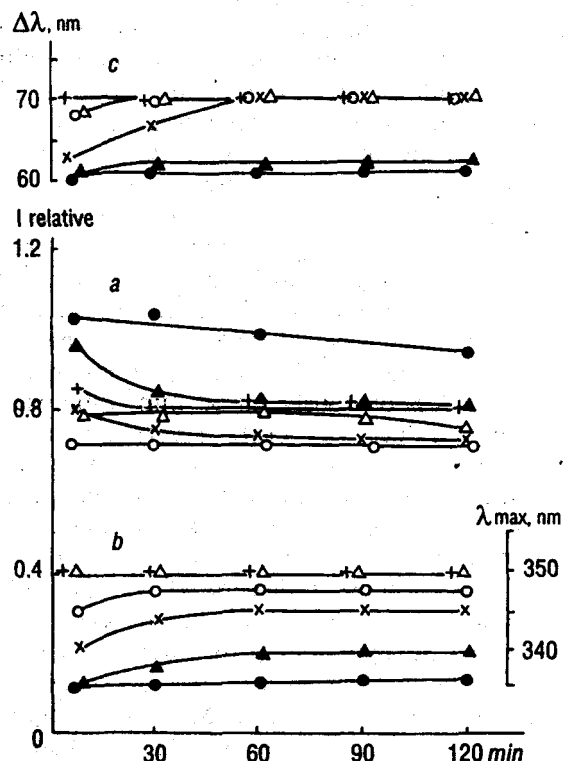 Δλ, nm
c
70
60
I relative
1.2
a
0.8
λ max, nm
b
0.4
350
340
0
30 60 90 120 min